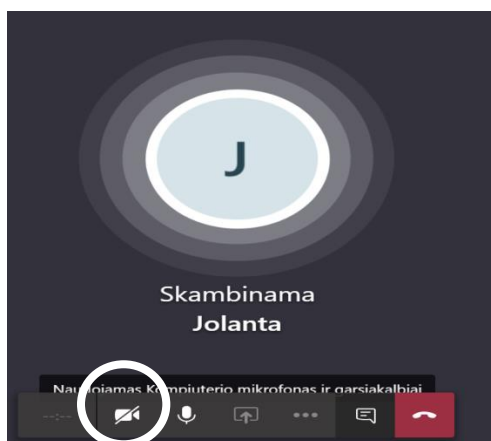 J
Skambinama
Jolanta
Naudojamas Kompiuterio mikrofonas ir garsiakalbiai
--:--